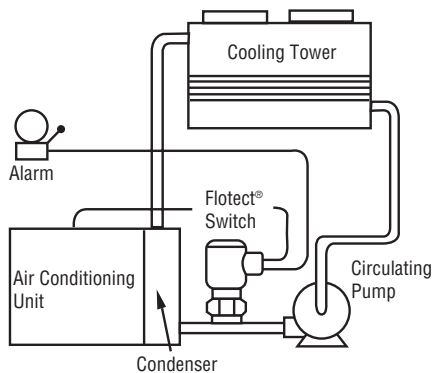 Cooling Tower
Alarm
Flotect®
Switch
Air Conditioning
Unit
Circulating
Pump
Condenser